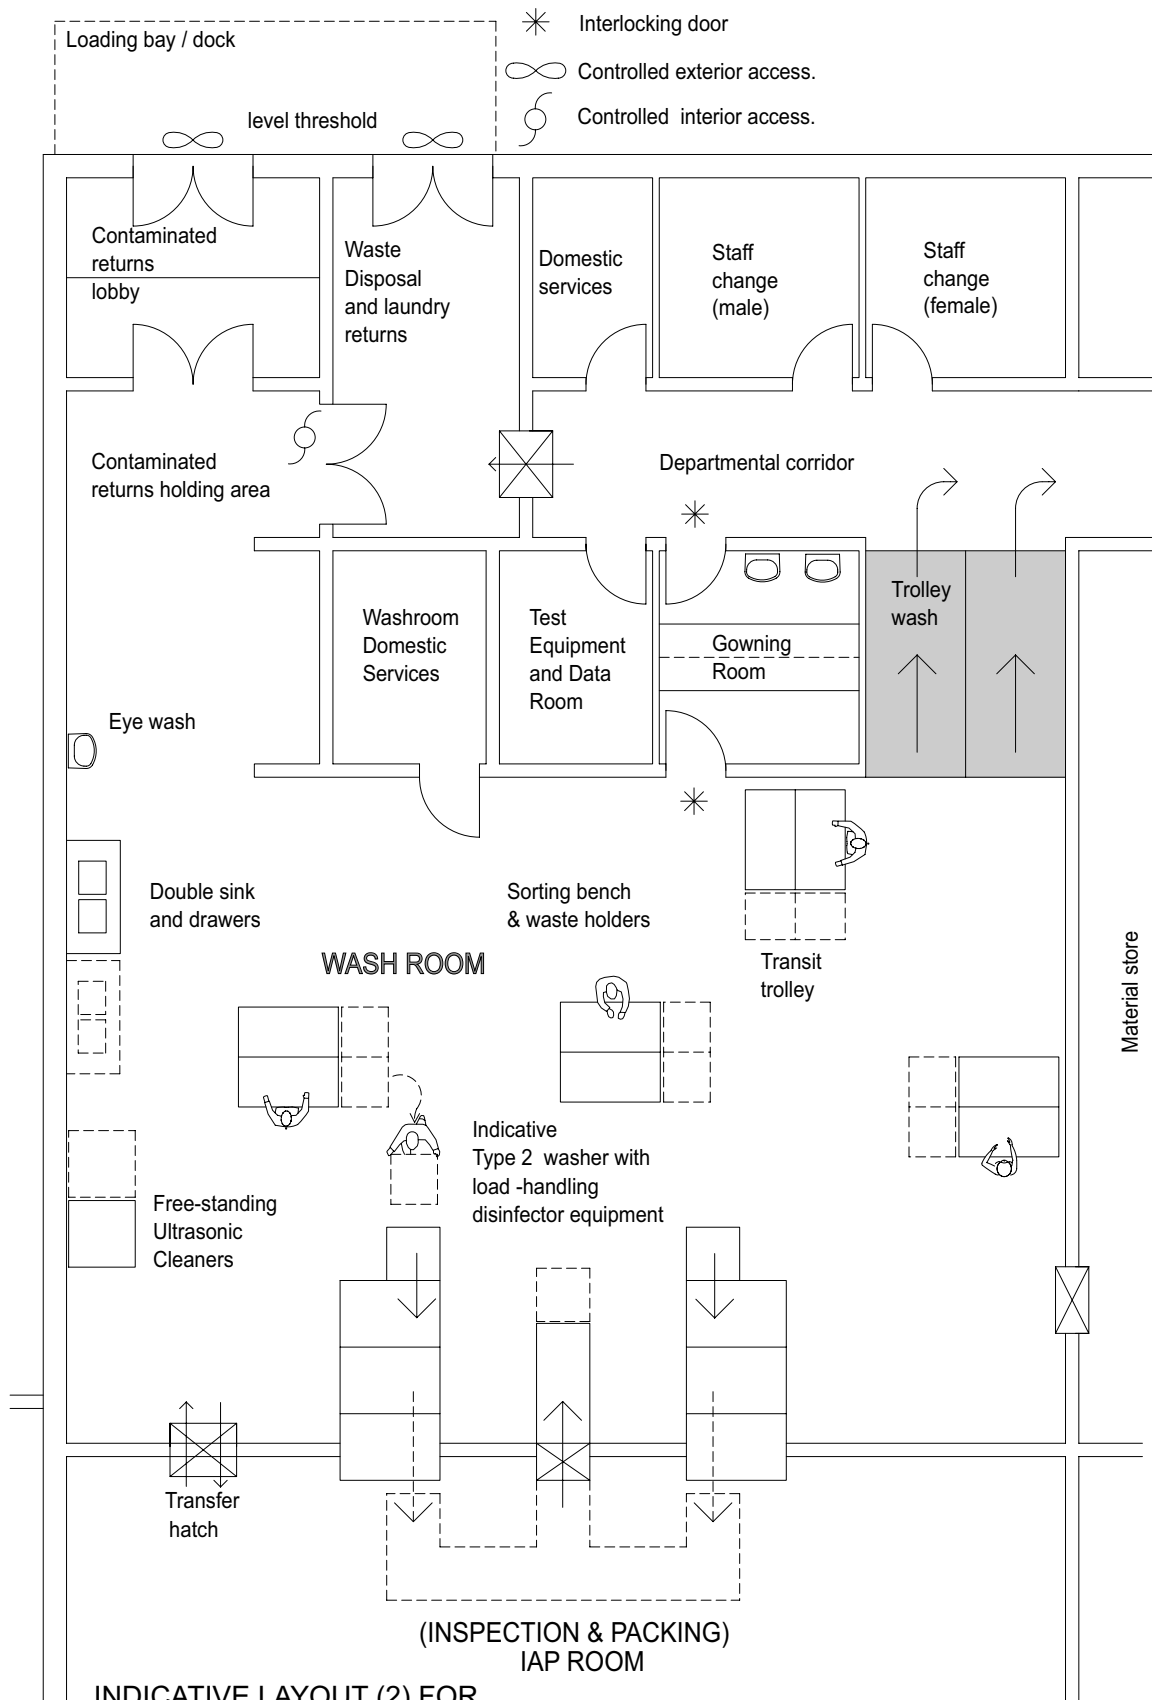 Interlocking door
Loading bay / dock
Controlled exterior access.
Controlled interior access.
level threshold
Contaminated
returns
lobby
Waste
Disposal
and laundry
returns
Domestic
services
Staff
change
(male)
Staff
change
(female)
Contaminated
returns holding area
Departmental corridor
Washroom
Domestic
Services
Test
Equipment
and Data
Room
Gowning
Room
Trolley
wash
Eye wash
Double sink
and drawers
Sorting bench
& waste holders
WASH ROOM
Transit
trolley
Material store
Indicative
Type 2 washer with
load -handling
disinfector equipment
Free-standing
Ultrasonic
Cleaners
Transfer
hatch
(INSPECTION & PACKING)
IAP ROOM
INDICATIVE LAYOUT (2) FOR